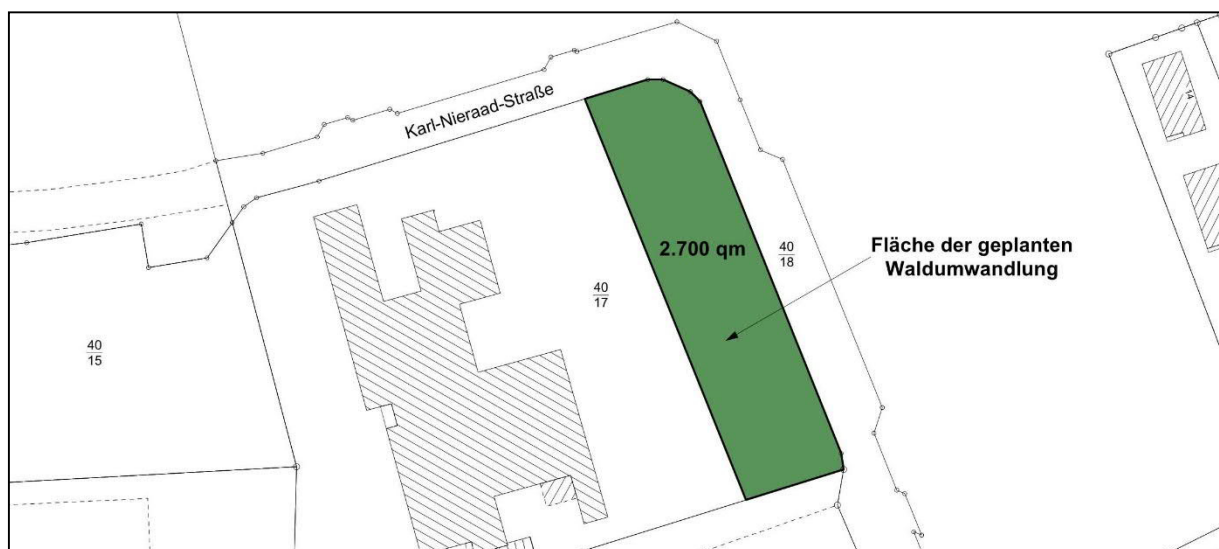 Karl-Nieraad-Straße
14
2.700 qm
40
18
Fläche der geplanten
Waldumwandlung
40
17
40
15